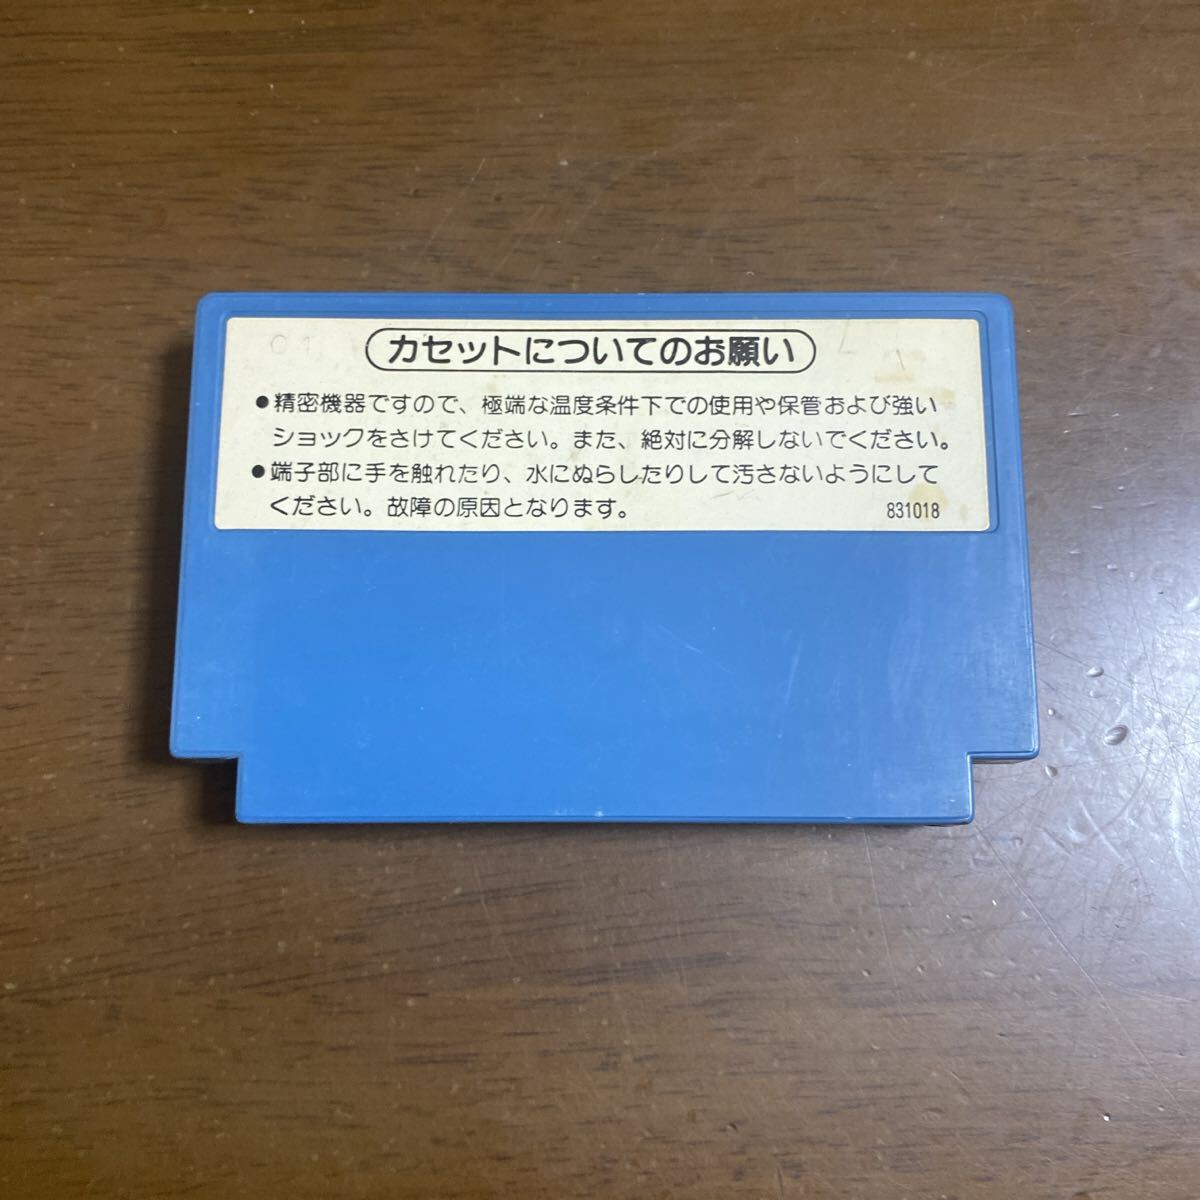 カセットについてのお願い
●精密機器ですので、極端な温度条件下での使用や保管および強い
ショックをさけてください。また、絶対に分解しないでください。
●端子部に手を触れたり、水にぬらしたりして汚さないようにして
ください。故障の原因となります。
831018